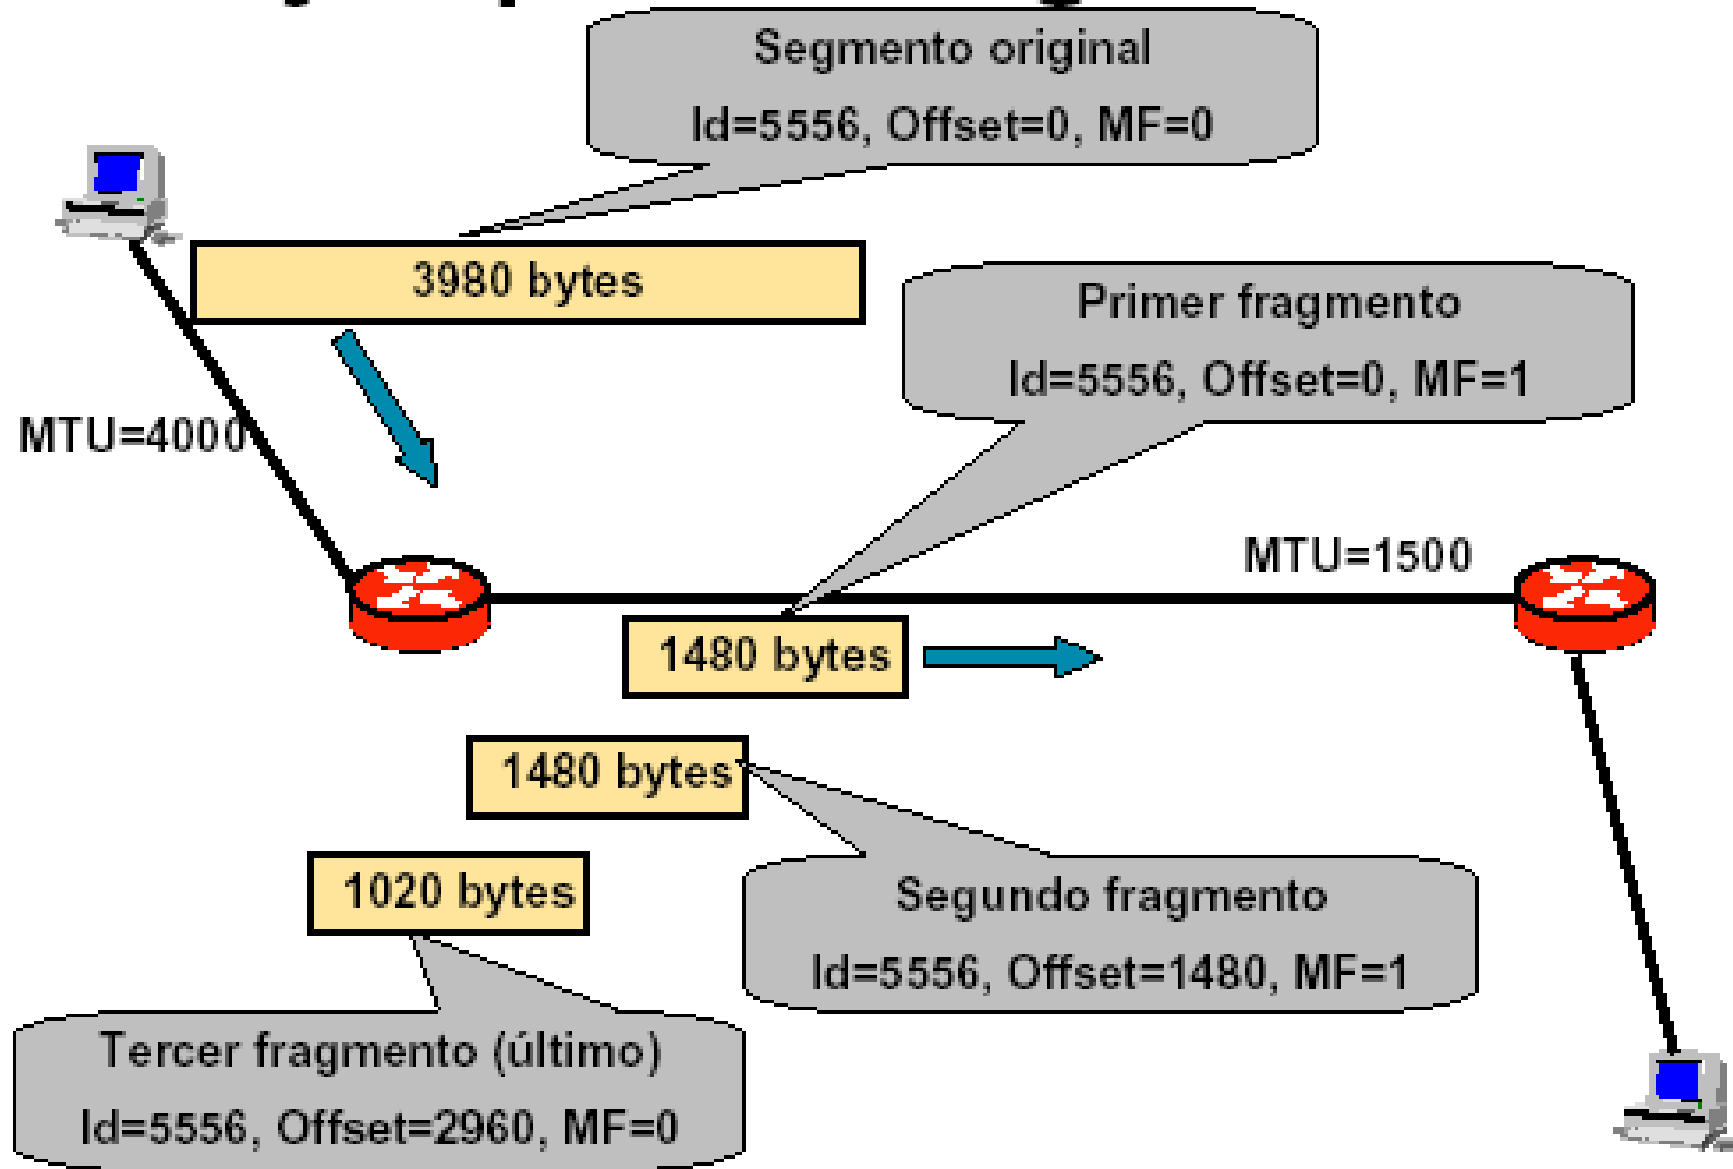 Segmento original
Id=5556, Offset=0, MF=0
3980 bytes
Primer fragmento
Id=5556, Offset=0, MF=1
MTU=4000
MTU=1500
1480 bytes
1480 bytes
1020 bytes
Segundo fragmento
Id=5556, Offset=1480, MF=1
Tercer fragmento (último)
Id=5556, Offset=2960, MF=0